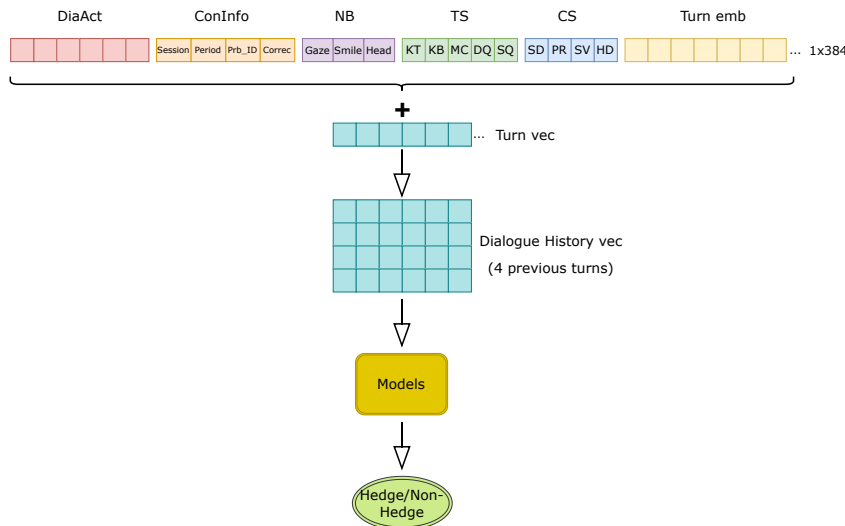 DiaAct ConInfo NB TS CS Turn emb
Session Period Prb_ID Correc Gaze Smile Head KT KB MC DQ SQ SD PR SV HD ... 1x384
+
... Turn vec
Dialogue History vec
(4 previous turns)
Models
Hedge/Non-
Hedge